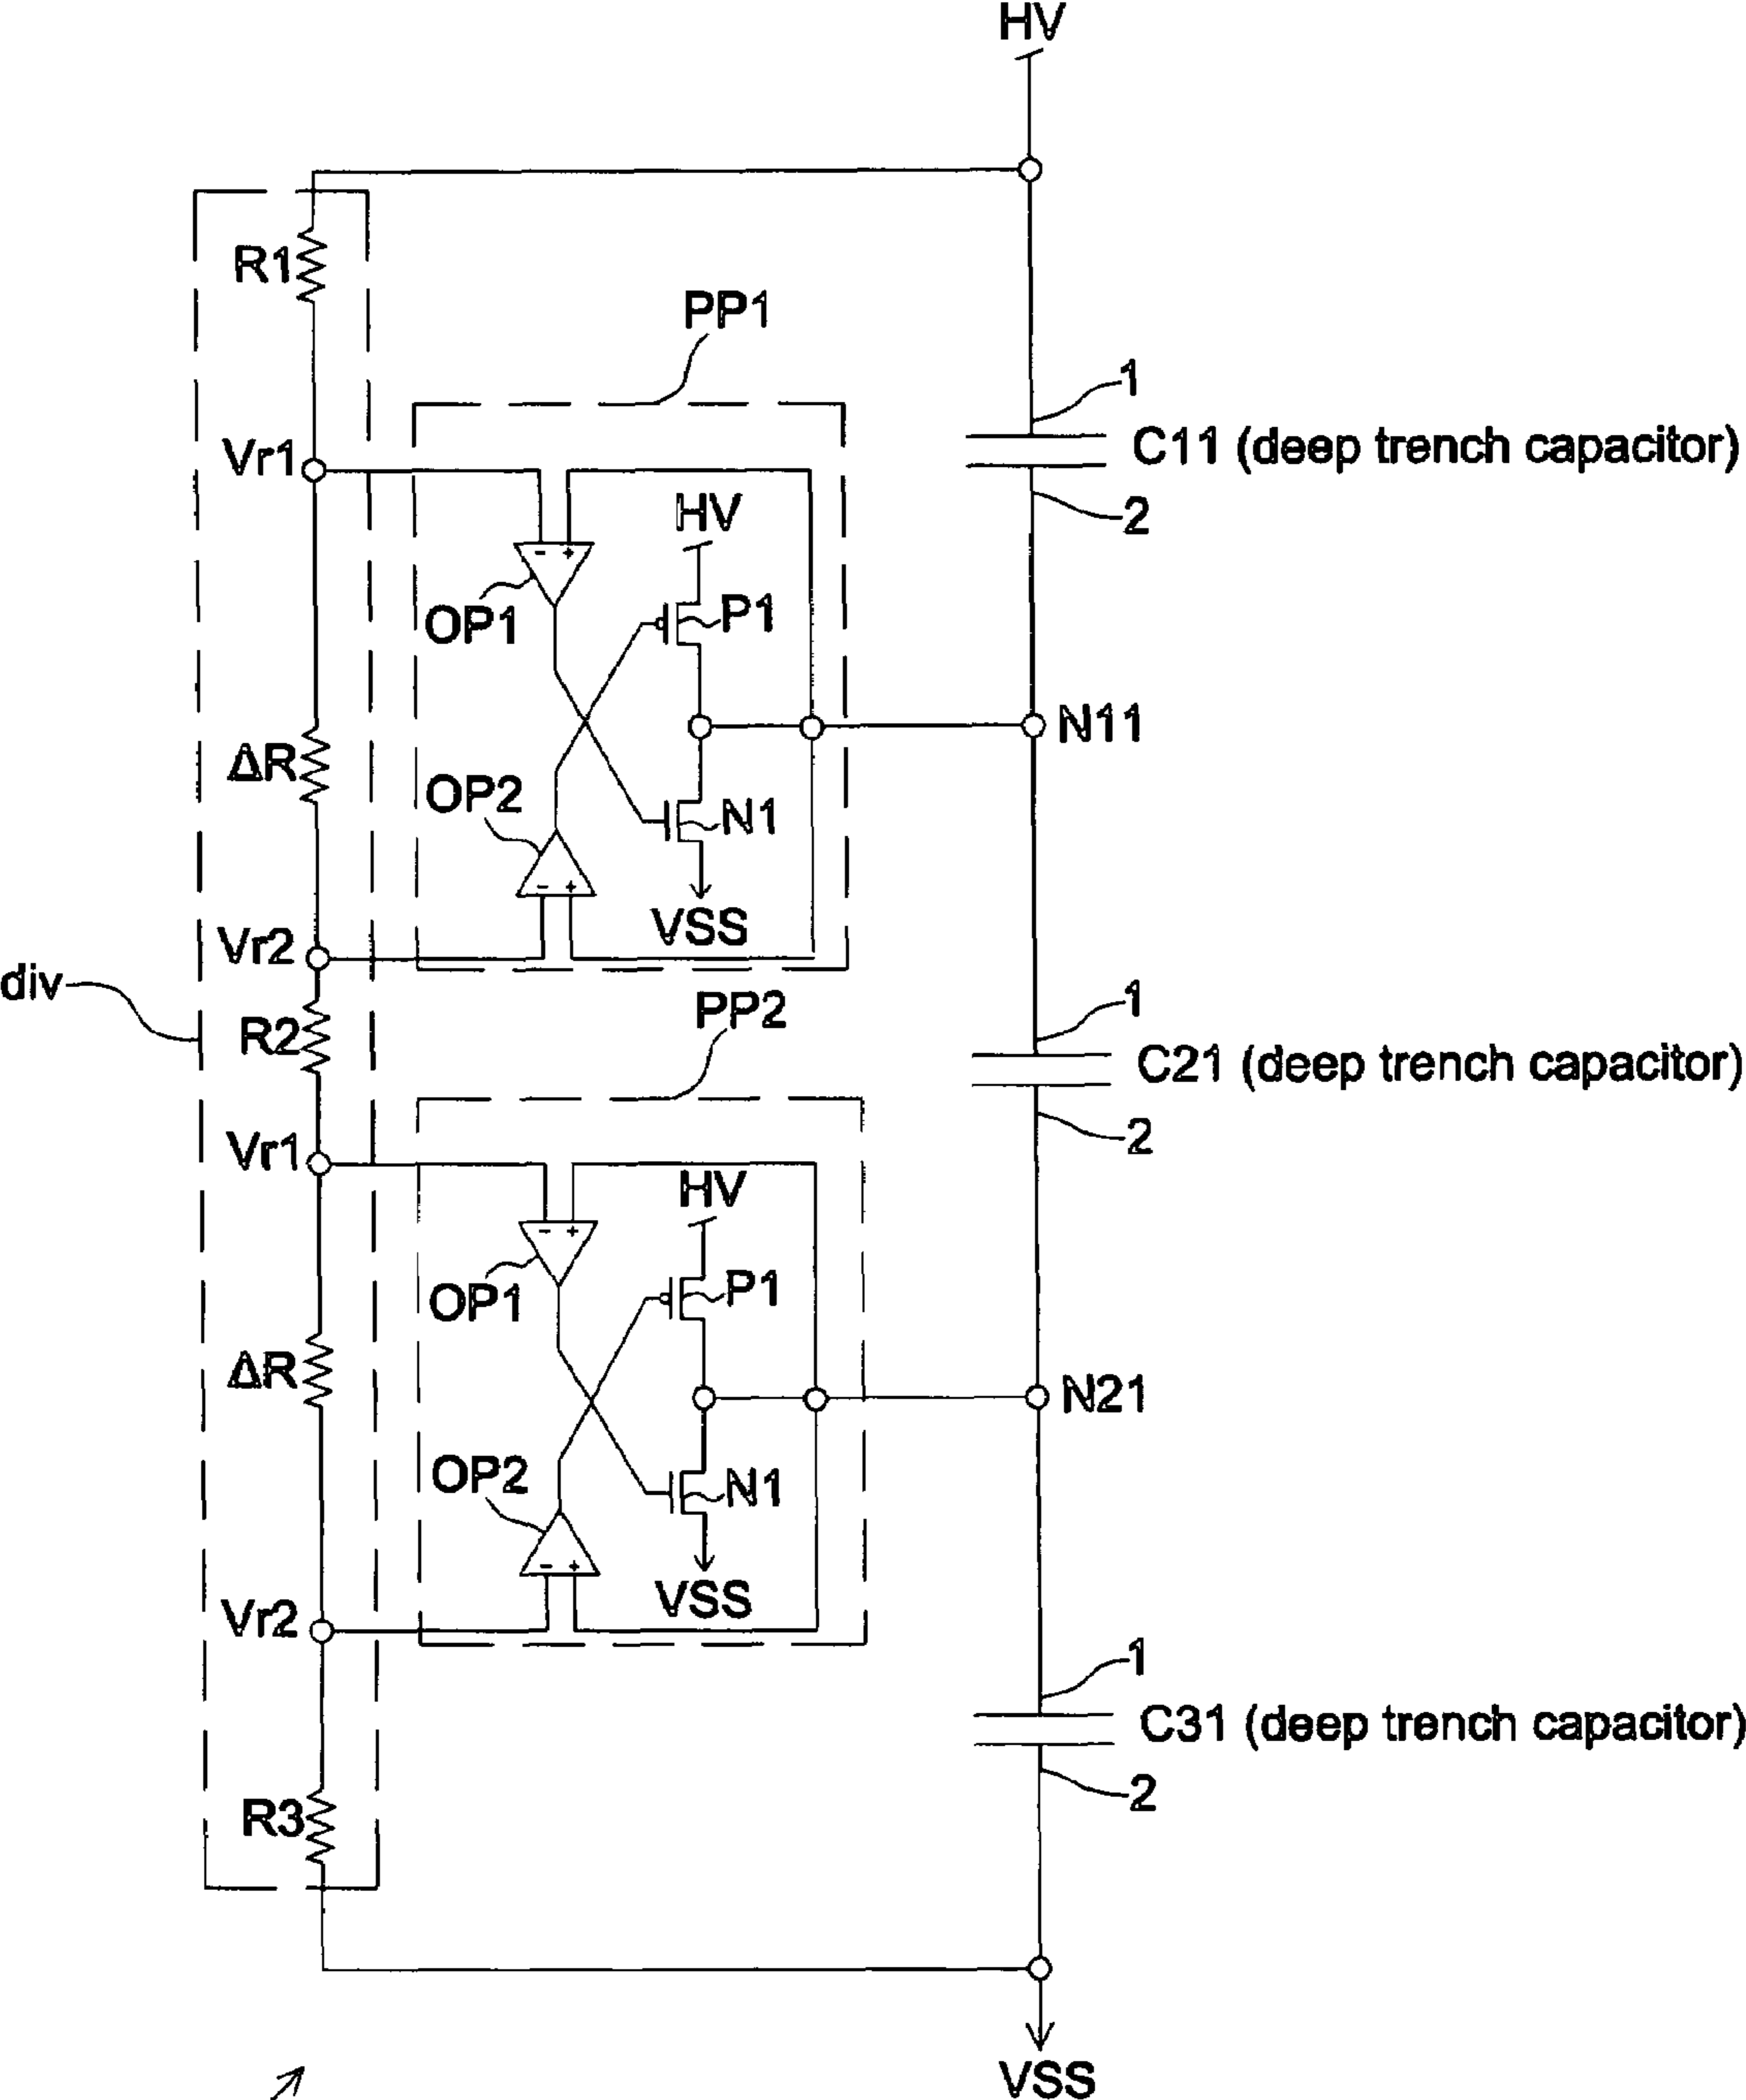 HV
R1
PP1
1
Vr1
C11 (deep trench capacitor)
HV
2
- +
OP1
P1
N11
ΔR
OP2
N1
- +
VSS
Vr2
div
PP2
1
R2
C21 (deep trench capacitor)
2
Vr1
HV
- +
OP1
P1
ΔR
N21
OP2
N1
- +
VSS
Vr2
1
C31 (deep trench capacitor)
2
R3
VSS